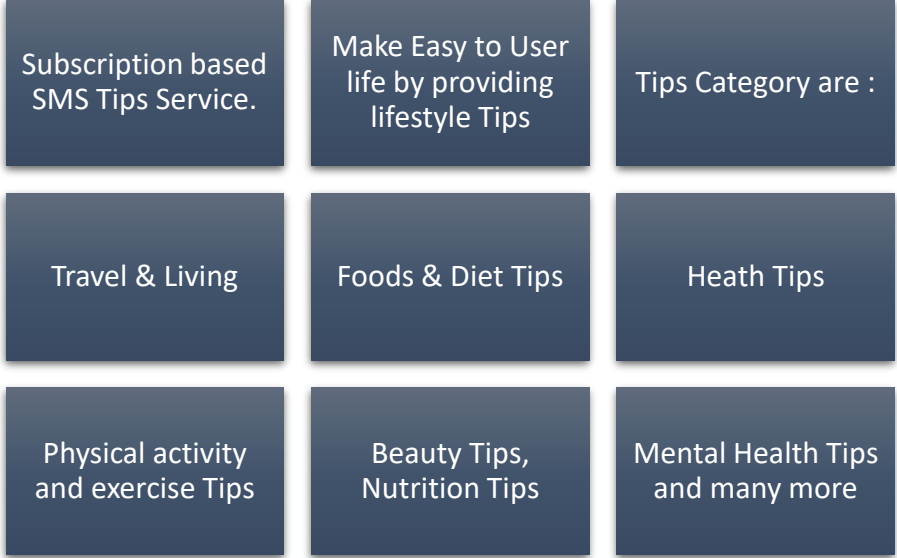 Subscription based
SMS Tips Service.
Make Easy to User
life by providing
lifestyle Tips
Tips Category are :
Travel & Living
Foods & Diet Tips
Heath Tips
Physical activity
and exercise Tips
Beauty Tips,
Nutrition Tips
Mental Health Tips
and many more